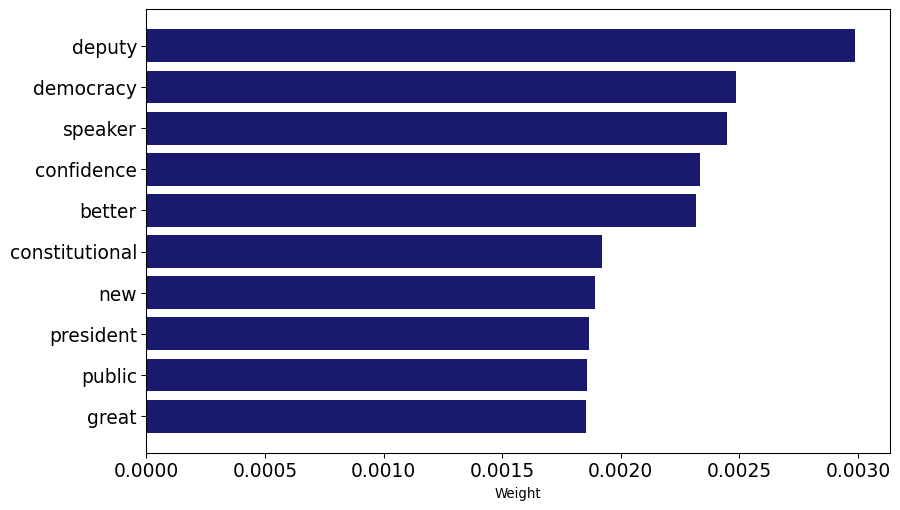 deputy
democracy
speaker
confidence
better
constitutional
new
president
public
great
0.0000 0.0005 0.0010 0.0015 0.0020 0.0025 0.0030
Weight